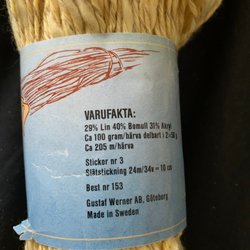 VARUFAKTA:
29% Lin 40% Bomull 31% Akryl
Ca 100 gram/härva delbart i 2×50 g
Ca 205 m/härva
Sticker nr 3
Slätstickning 24m/34v = 10 cm
Best nr 153
Gustaf Werner AB, Göteborg
Made in Sweden